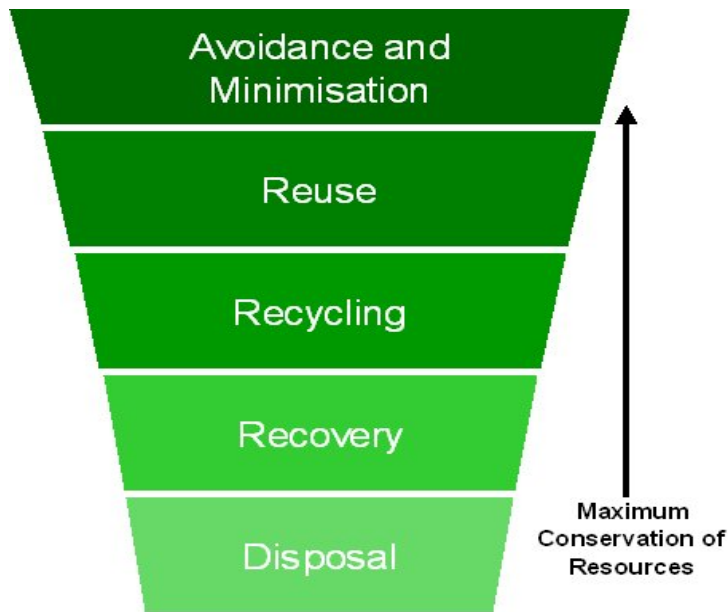 Avoidance and
Minimisation
Reuse
Recycling
Recovery
Disposal
Maximum
Conservation of
Resources